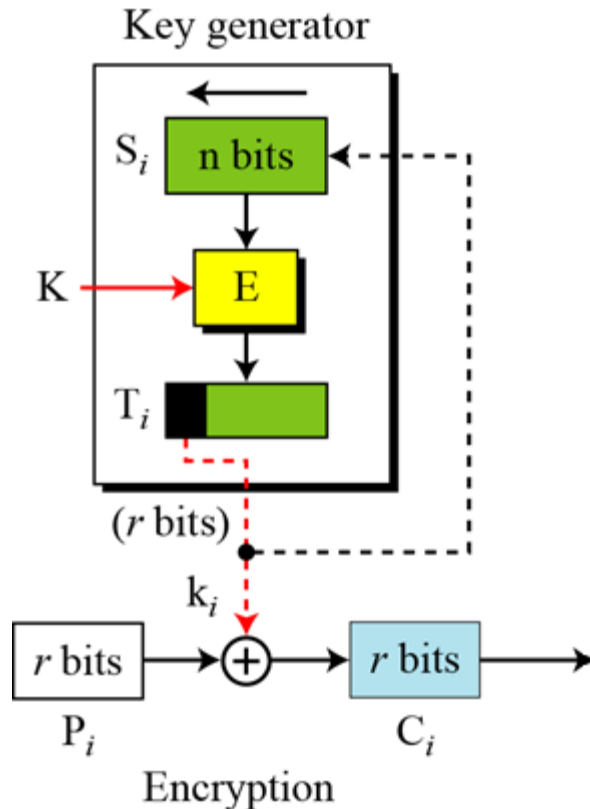 Key generator
S_i
n bits
K
E
T_i
(r bits)
k_i
r bits
r bits
P_i
C_i
Encryption